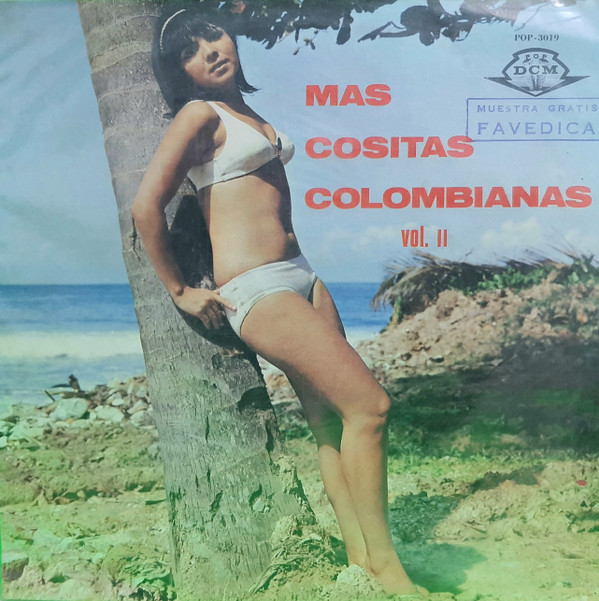 POP-3019
DCM
MUESTRA GRATIS
FAVEDICA
MAS
COSITAS
COLOMBIANAS
vol. II